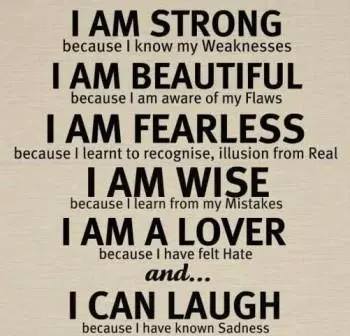 I AM STRONG
because I know my Weaknesses
I AM BEAUTIFUL
because I am aware of my Flaws
I AM FEARLESS
because I learnt to recognise, illusion from Real
I AM WISE
because I learn from my Mistakes
I AM A LOVER
because I have felt Hate
and...
I CAN LAUGH
because I have known Sadness